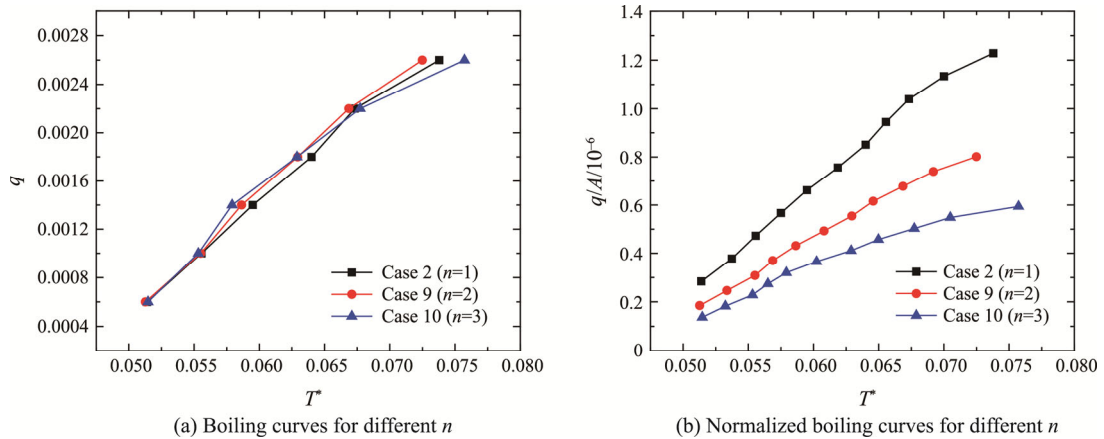 0.0028
0.0024
0.0020
0.0016
0.0012
0.0008
0.0004
q
0.050 0.055 0.060 0.065 0.070 0.075 0.080
T*
Case 2 (n=1)
Case 9 (n=2)
Case 10 (n=3)
(a) Boiling curves for different n
1.4
1.2
1.0
0.8
0.6
0.4
0.2
0
q/A/10⁻⁶
0.050 0.055 0.060 0.065 0.070 0.075 0.080
T*
Case 2 (n=1)
Case 9 (n=2)
Case 10 (n=3)
(b) Normalized boiling curves for different n